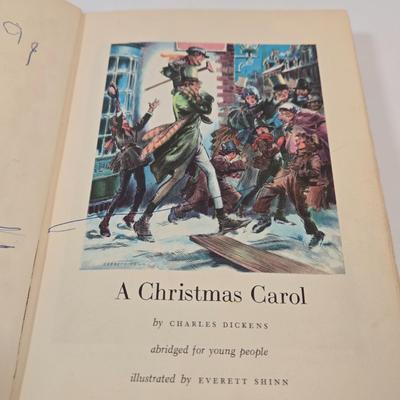 A Christmas Carol
by CHARLES DICKENS
abridged for young people
illustrated by EVERETT SHINN